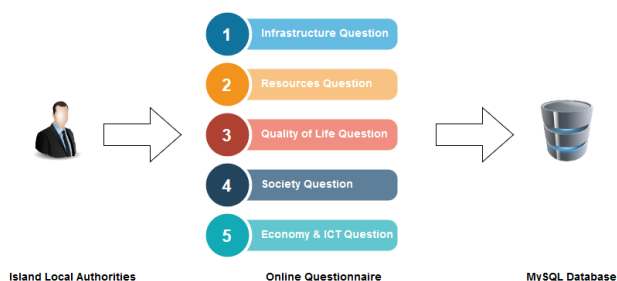 1 Infrastructure Question
2 Resources Question
3 Quality of Life Question
4 Society Question
5 Economy & ICT Question
Island Local Authorities Online Questionnaire MySQL Database